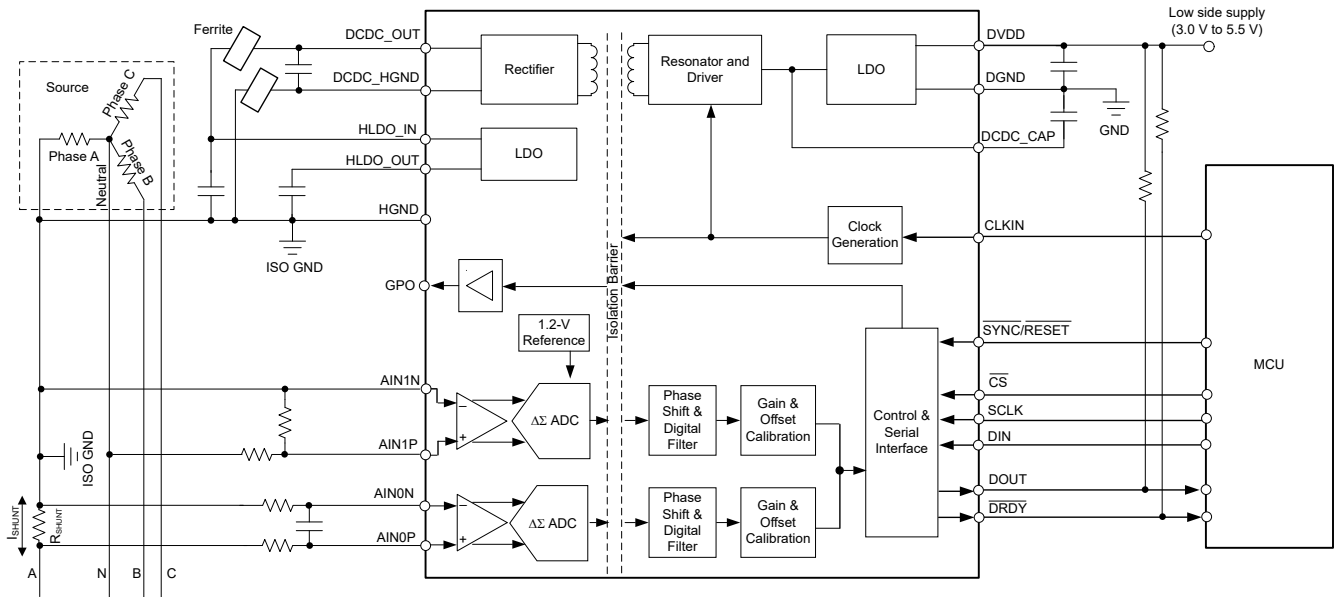 Low side supply
(3.0 V to 5.5 V)
Ferrite
DCDC_OUT
DVDD
Source
Phase C
Rectifier
Resonator and
Driver
LDO
DCDC_HGND
DGND
GND
HLDO_IN
DCDC_CAP
Phase A
Phase B
Neutral
LDO
HLDO_OUT
HGND
Clock
Generation
CLKIN
ISO GND
Isolation Barrier
GPO
1.2-V
Reference
SYNC/RESET
MCU
AIN1N
CS
Phase
Shift &
Digital
Filter
Gain &
Offset
Calibration
Control &
Serial
Interface
SCLK
ΔΣ ADC
DIN
AIN1P
ISO GND
DOUT
AIN0N
DRDY
ISHUNT
RSHUNT
ΔΣ ADC
Phase
Shift &
Digital
Filter
Gain &
Offset
Calibration
AIN0P
A
N
B
C